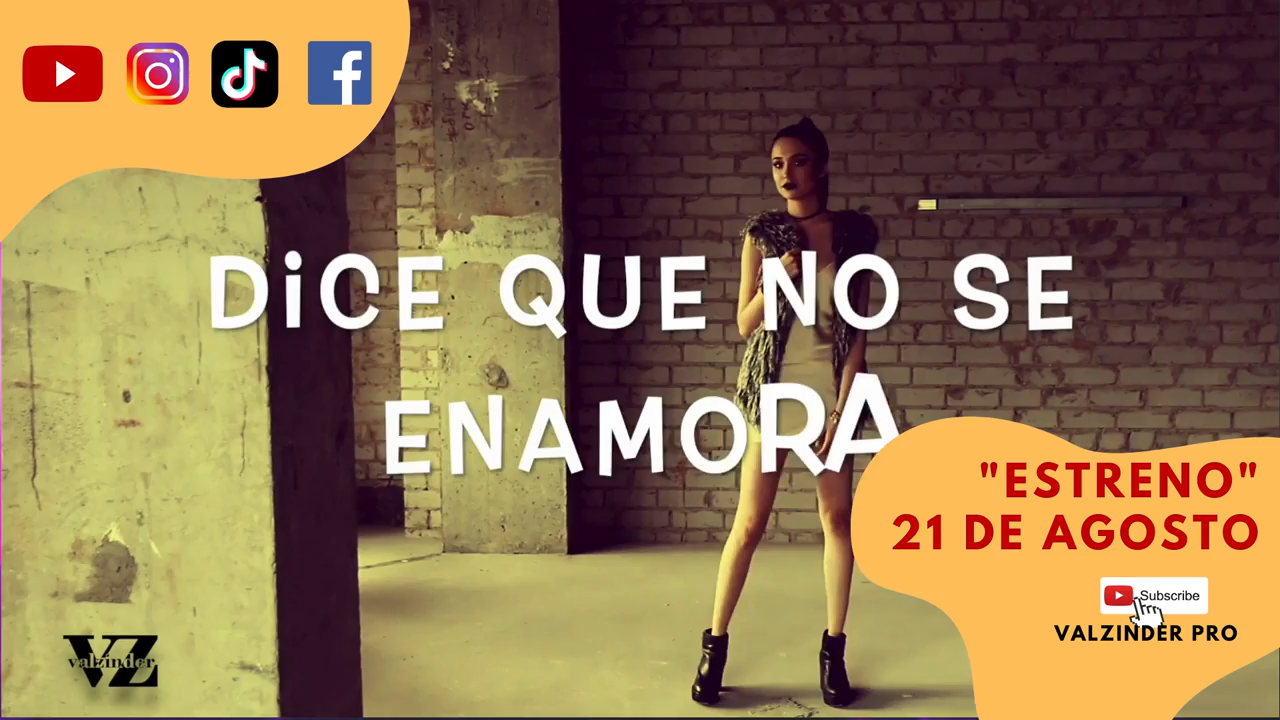 DiCE QUE NO SE
ENAMORA
"ESTRENO"
21 DE AGOSTO
Subscribe
VALZINDER PRO
VZ
valzinder